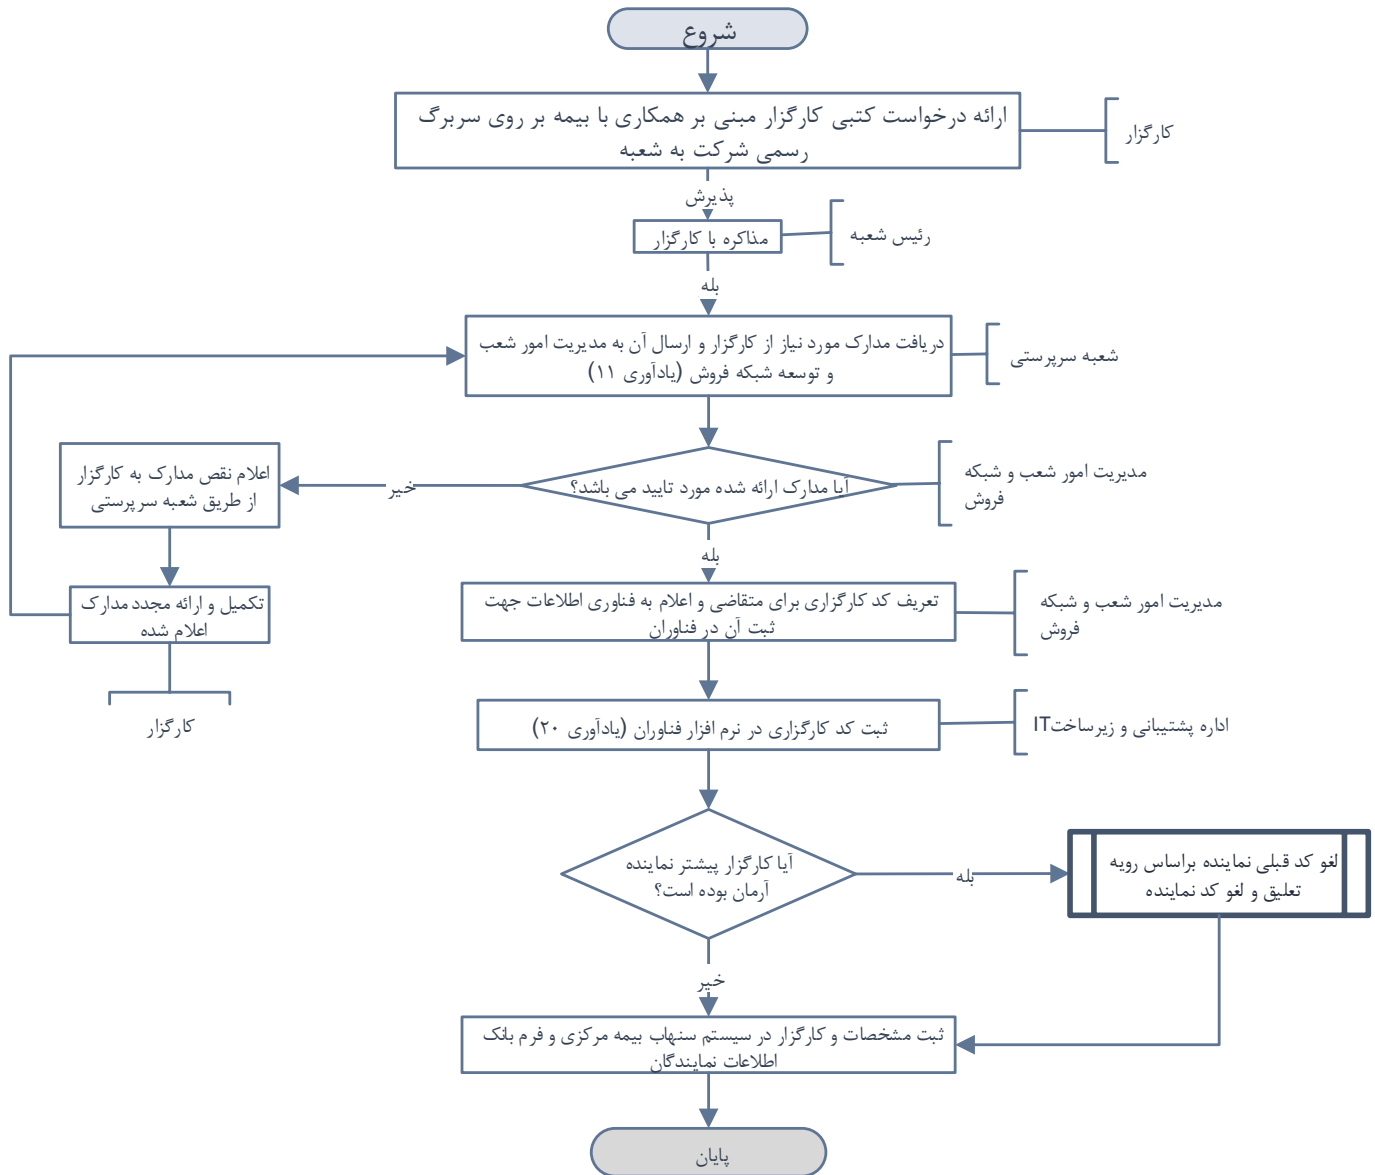 شروع
ارائه درخواست کتبی کارگزار مبنی بر همکاری با بیمه بر روی سربرگ
رسمی شرکت به شعبه
کارگزار
پذیرش
مذاکره با کارگزار
رئیس شعبه
بله
دریافت مدارک مورد نیاز از کارگزار و ارسال آن به مدیریت امور شعب
و توسعه شبکه فروش (یادآوری ۱۱)
شعبه سرپرستی
آیا مدارک ارائه شده مورد تایید می باشد؟
مدیریت امور شعب و شبکه
فروش
خیر
اعلام نقص مدارک به کارگزار
از طریق شعبه سرپرستی
تکمیل و ارائه مجدد مدارک
اعلام شده
کارگزار
بله
تعریف کد کارگزاری برای متقاضی و اعلام به فناوری اطلاعات جهت
ثبت آن در فناوران
مدیریت امور شعب و شبکه
فروش
ثبت کد کارگزاری در نرم افزار فناوران (یادآوری ۲۰)
اداره پشتیبانی و زیرساختIT
آیا کارگزار پیشتر نماینده
آرمان بوده است؟
بله
لغو کد قبلی نماینده براساس رویه
تعلیق و لغو کد نماینده
خیر
ثبت مشخصات و کارگزار در سیستم سنهاب بیمه مرکزی و فرم بانک
اطلاعات نمایندگان
پایان